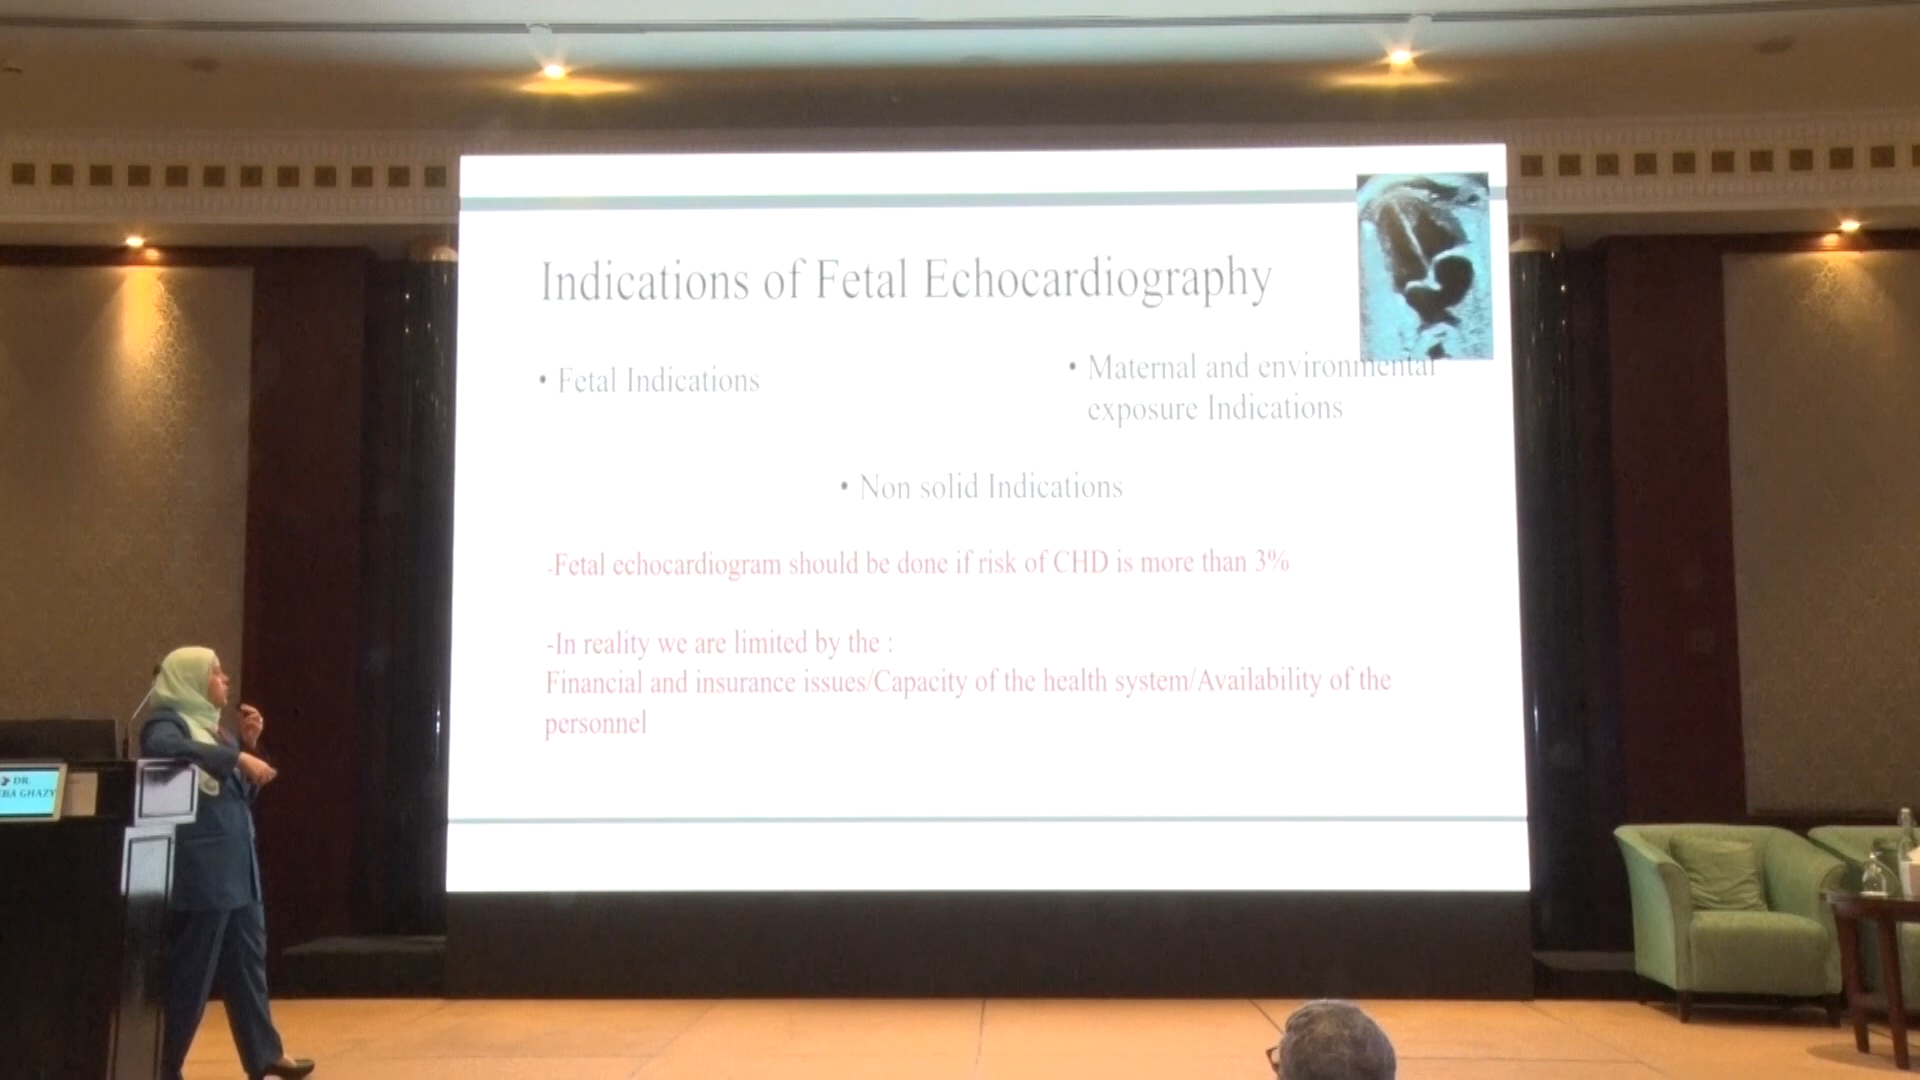 Indications of Fetal Echocardiography
• Fetal Indications
• Maternal and environmental
exposure Indications
• Non solid Indications
-Fetal echocardiogram should be done if risk of CHD is more than 3%
-In reality we are limited by the :
Financial and insurance issues/Capacity of the health system/Availability of the
personnel
DR.
EBA GHAZY